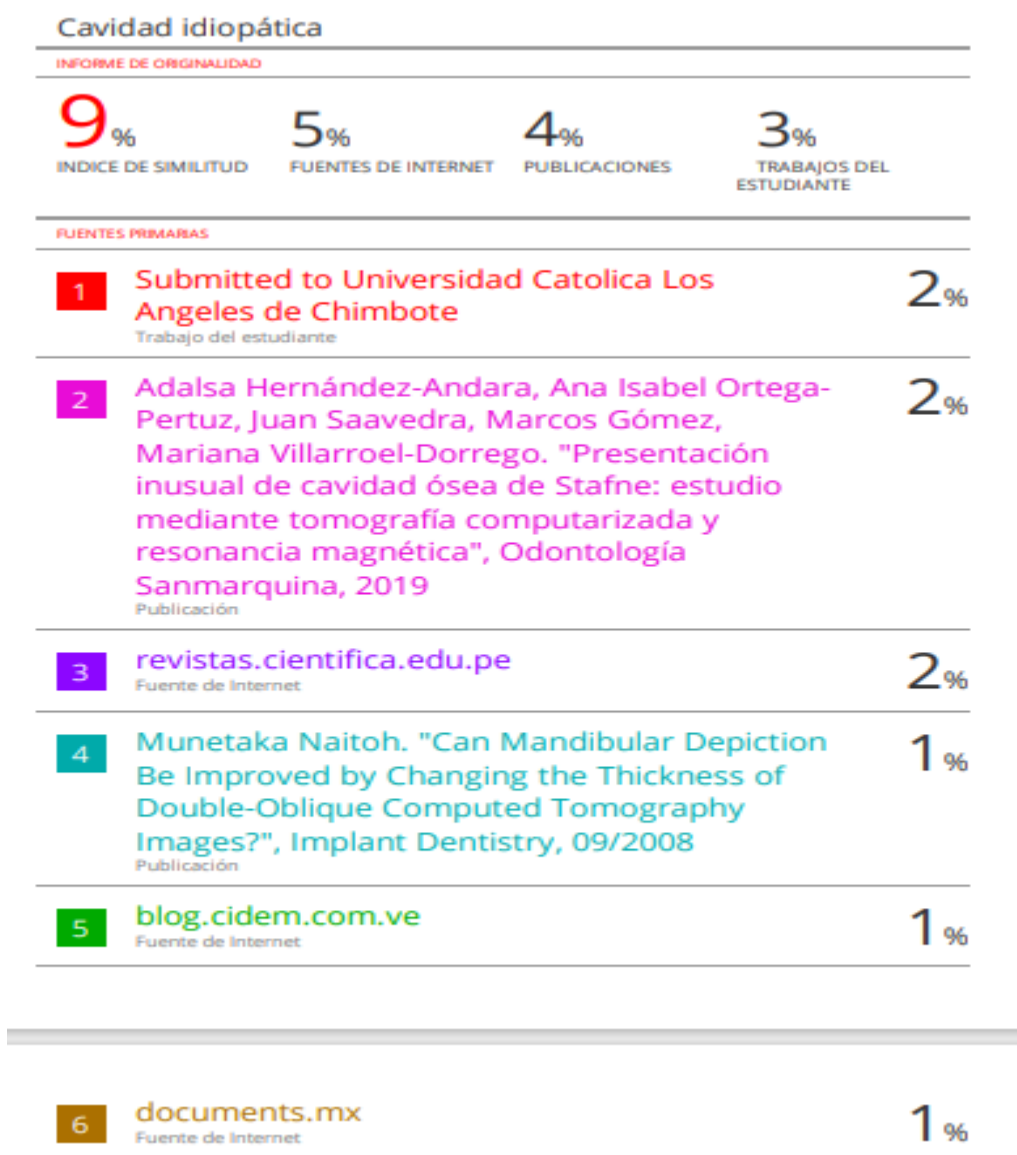 Cavidad idiopática
INFORME DE ORIGINALIDAD
9% 5% 4% 3%
INDICE DE SIMILITUD FUENTES DE INTERNET PUBLICACIONES TRABAJOS DEL
ESTUDIANTE
FUENTES PRIMARIAS
1 Submitted to Universidad Catolica Los 2%
Angeles de Chimbote
Trabajo del estudiante
2 Adalsa Hernández-Andara, Ana Isabel Ortega- 2%
Pertuz, Juan Saavedra, Marcos Gómez,
Mariana Villarroel-Dorrego. "Presentación
inusual de cavidad ósea de Stafne: estudio
mediante tomografía computarizada y
resonancia magnética", Odontología
Sanmarquina, 2019
Publicación
3 revistas.cientifica.edu.pe 2%
Fuente de Internet
4 Munetaka Naitoh. "Can Mandibular Depiction 1%
Be Improved by Changing the Thickness of
Double-Oblique Computed Tomography
Images?", Implant Dentistry, 09/2008
Publicación
5 blog.cidem.com.ve 1%
Fuente de Internet
6 documents.mx 1%
Fuente de Internet